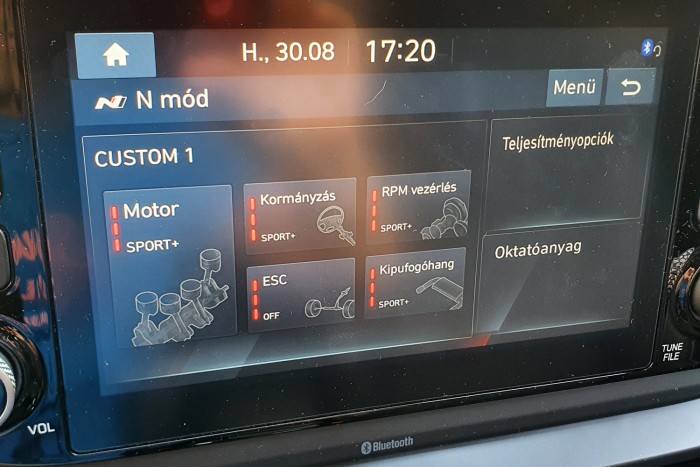 H., 30.08 17:20
N mód Menü
CUSTOM 1
Motor
SPORT+
Kormányzás
SPORT+
RPM vezérlés
SPORT+
ESC
OFF
Kipufogóhang
SPORT+
Teljesítményopciók
Oktatóanyag
VOL
TUNE
FILE
Bluetooth